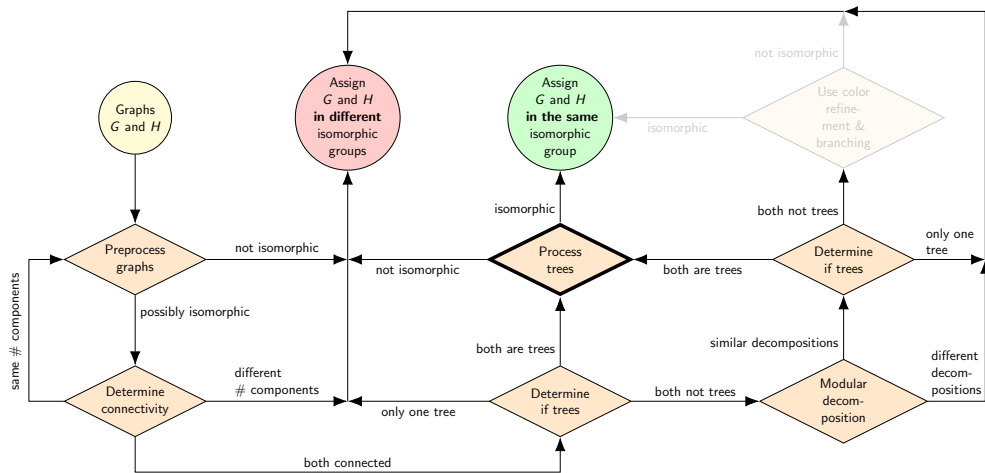 not isomorphic
Graphs
G and H
Assign
G and H
in different
isomorphic
groups
Assign
G and H
in the same
isomorphic
group
isomorphic
Use color
refine-
ment &
branching
isomorphic
both not trees
only one
tree
Preprocess
graphs
not isomorphic
not isomorphic
Process
trees
both are trees
Determine
if trees
same # components
possibly isomorphic
both are trees
similar decompositions
different
decom-
positions
Determine
connectivity
different
# components
only one tree
Determine
if trees
both not trees
Modular
decom-
position
both connected